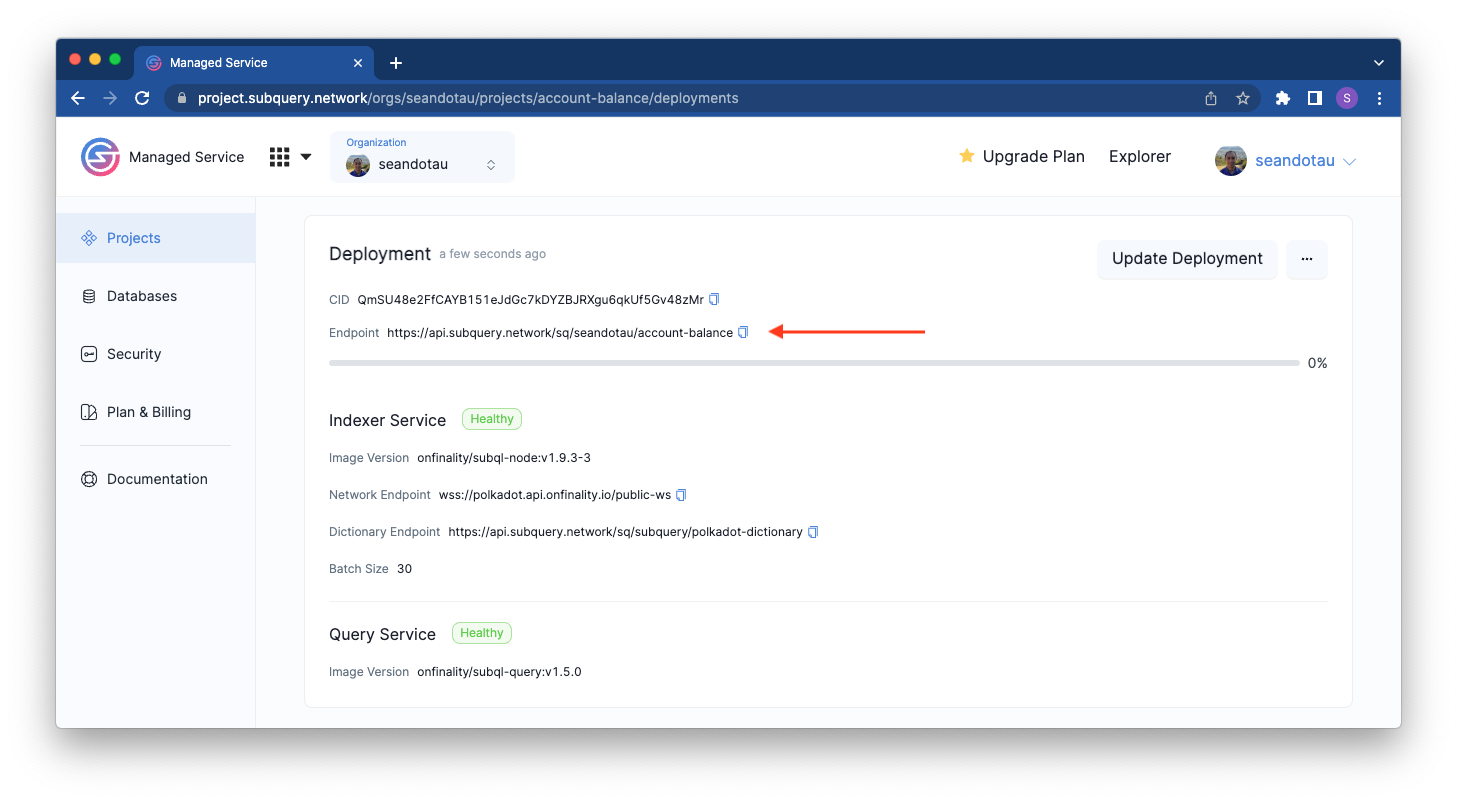 Managed Service
project.subquery.network/orgs/seandotau/projects/account-balance/deployments
S
Managed Service
Organization
seandotau
Upgrade Plan
Explorer
seandotau
Projects
Databases
Security
Plan & Billing
Documentation
Deployment a few seconds ago
Update Deployment
...
CID QmSU48e2FfCAYB151eJdGc7kDYZBJRXgu6qkUf5Gv48zMr
Endpoint https://api.subquery.network/sq/seandotau/account-balance
0%
Indexer Service Healthy
Image Version onfinality/subql-node:v1.9.3-3
Network Endpoint wss://polkadot.api.onfinality.io/public-ws
Dictionary Endpoint https://api.subquery.network/sq/subquery/polkadot-dictionary
Batch Size 30
Query Service Healthy
Image Version onfinality/subql-query:v1.5.0